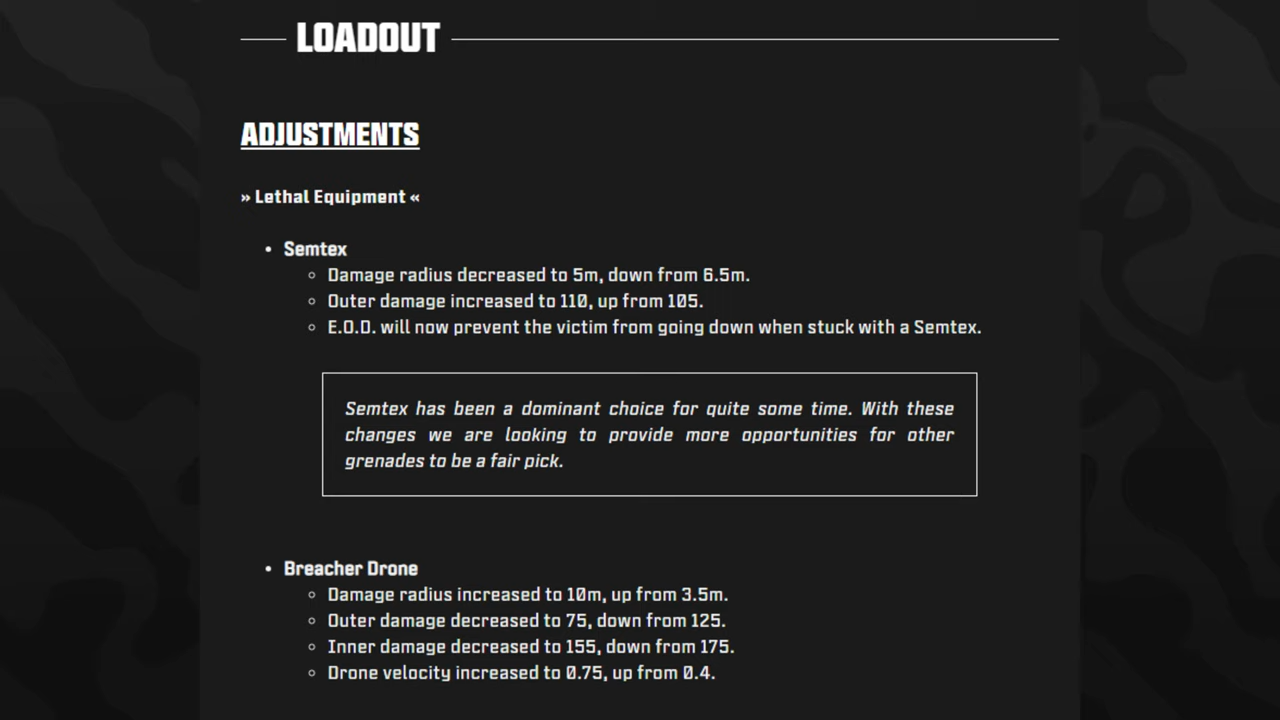 LOADOUT
ADJUSTMENTS
» Lethal Equipment «
• Semtex
◦ Damage radius decreased to 5m, down from 6.5m.
◦ Outer damage increased to 110, up from 105.
◦ E.O.D. will now prevent the victim from going down when stuck with a Semtex.
Semtex has been a dominant choice for quite some time. With these
changes we are looking to provide more opportunities for other
grenades to be a fair pick.
• Breacher Drone
◦ Damage radius increased to 10m, up from 3.5m.
◦ Outer damage decreased to 75, down from 125.
◦ Inner damage decreased to 155, down from 175.
◦ Drone velocity increased to 0.75, up from 0.4.